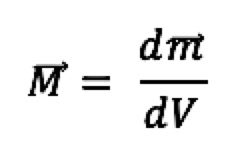 M⃗ = dm⃗ / dV